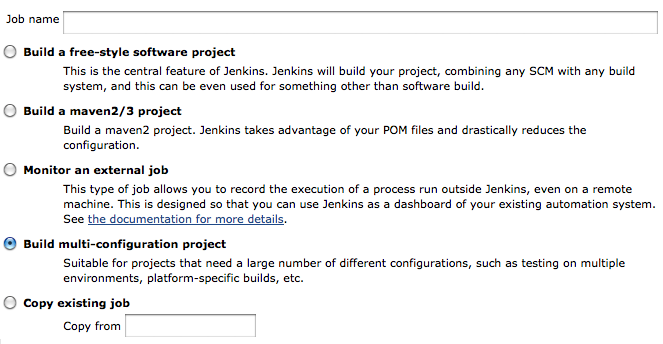 Job name
Build a free-style software project
This is the central feature of Jenkins. Jenkins will build your project, combining any SCM with any build
system, and this can be even used for something other than software build.
Build a maven2/3 project
Build a maven2 project. Jenkins takes advantage of your POM files and drastically reduces the
configuration.
Monitor an external job
This type of job allows you to record the execution of a process run outside Jenkins, even on a remote
machine. This is designed so that you can use Jenkins as a dashboard of your existing automation system.
See the documentation for more details.
Build multi-configuration project
Suitable for projects that need a large number of different configurations, such as testing on multiple
environments, platform-specific builds, etc.
Copy existing job
Copy from